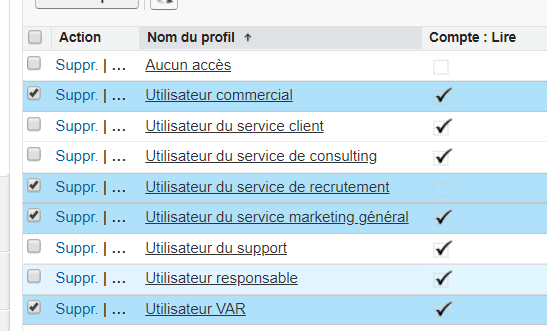 Action Nom du profil ↑ Compte : Lire
Suppr. | ... Aucun accès
Suppr. | ... Utilisateur commercial
Suppr. | ... Utilisateur du service client
Suppr. | ... Utilisateur du service de consulting
Suppr. | ... Utilisateur du service de recrutement
Suppr. | ... Utilisateur du service marketing général
Suppr. | ... Utilisateur du support
Suppr. | ... Utilisateur responsable
Suppr. | ... Utilisateur VAR